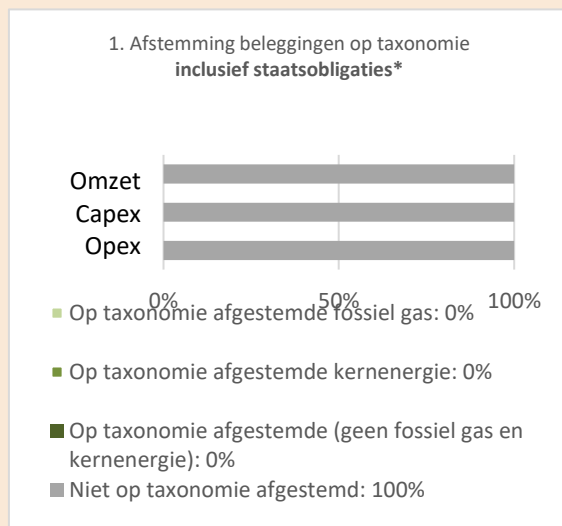 1. Afstemming beleggingen op taxonomie
inclusief staatsobligaties*
Omzet
Capex
Opex
0% 50% 100%
Op taxonomie afgestemde fossiel gas: 0%
Op taxonomie afgestemde kernenergie: 0%
Op taxonomie afgestemde (geen fossiel gas en
kernenergie): 0%
Niet op taxonomie afgestemd: 100%